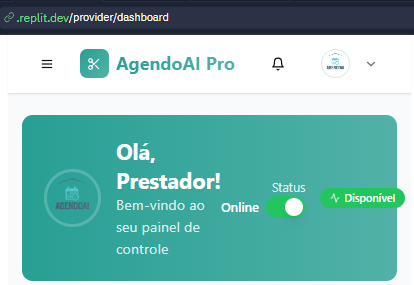 .replit.dev/provider/dashboard
AgendoAI Pro
Olá,
Prestador!
Bem-vindo ao
seu painel de
controle
Status
Online
Disponível
AGENDOAI